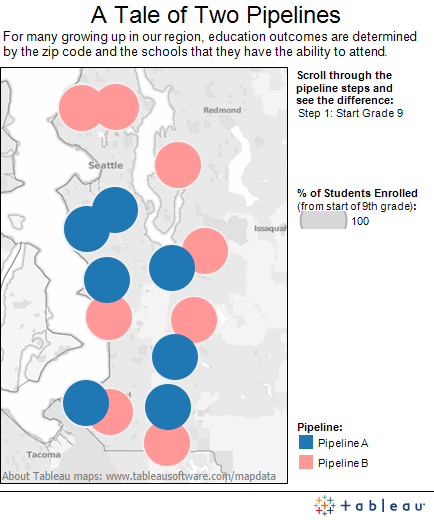 A Tale of Two Pipelines
For many growing up in our region, education outcomes are determined
by the zip code and the schools that they have the ability to attend.
Scroll through the
pipeline steps and
see the difference:
Step 1: Start Grade 9
Redmond
Seattle
% of Students Enrolled
(from start of 9th grade):
100
Issaquah
Pipeline:
Pipeline A
Pipeline B
Tacoma
About Tableau maps: www.tableausoftware.com/mapdata
+ableau